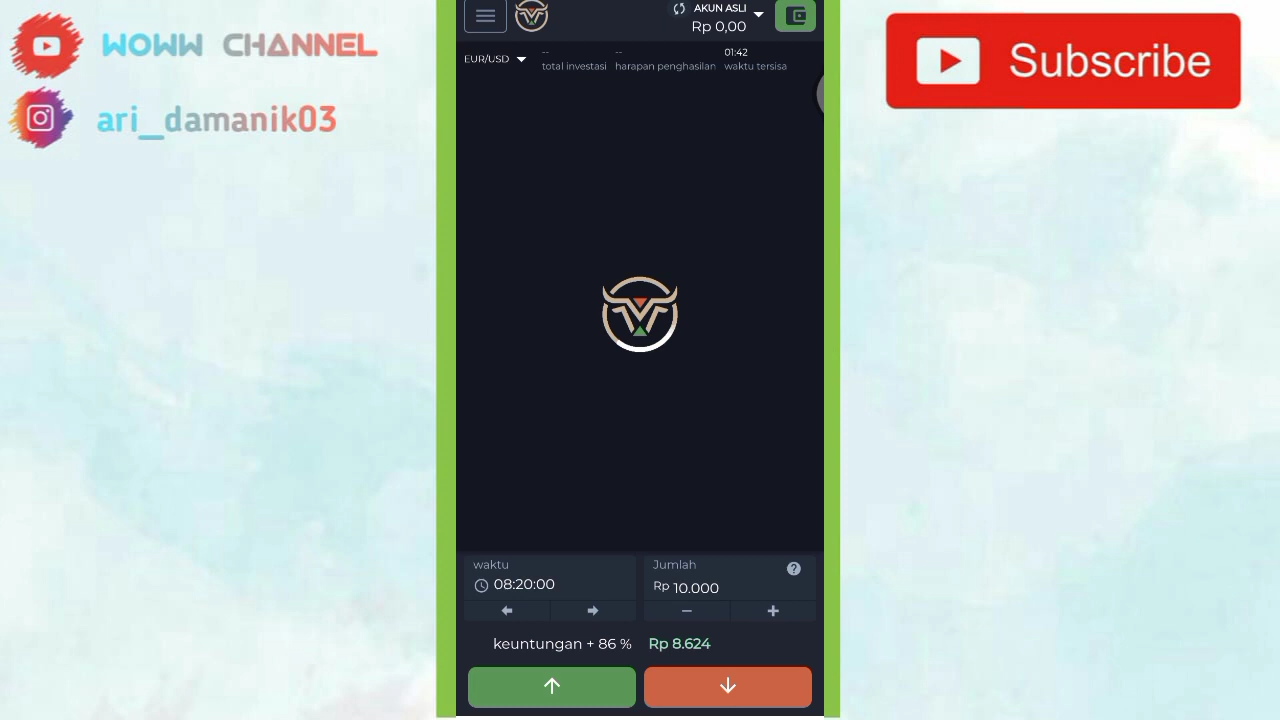 WOWW CHANNEL
ari_damanik03
Subscribe
AKUN ASLI
Rp 0,00
EUR/USD
--
total investasi
--
harapan penghasilan
01:42
waktu tersisa
waktu
08:20:00
Jumlah
?
Rp 10.000
keuntungan + 86 %
Rp 8.624